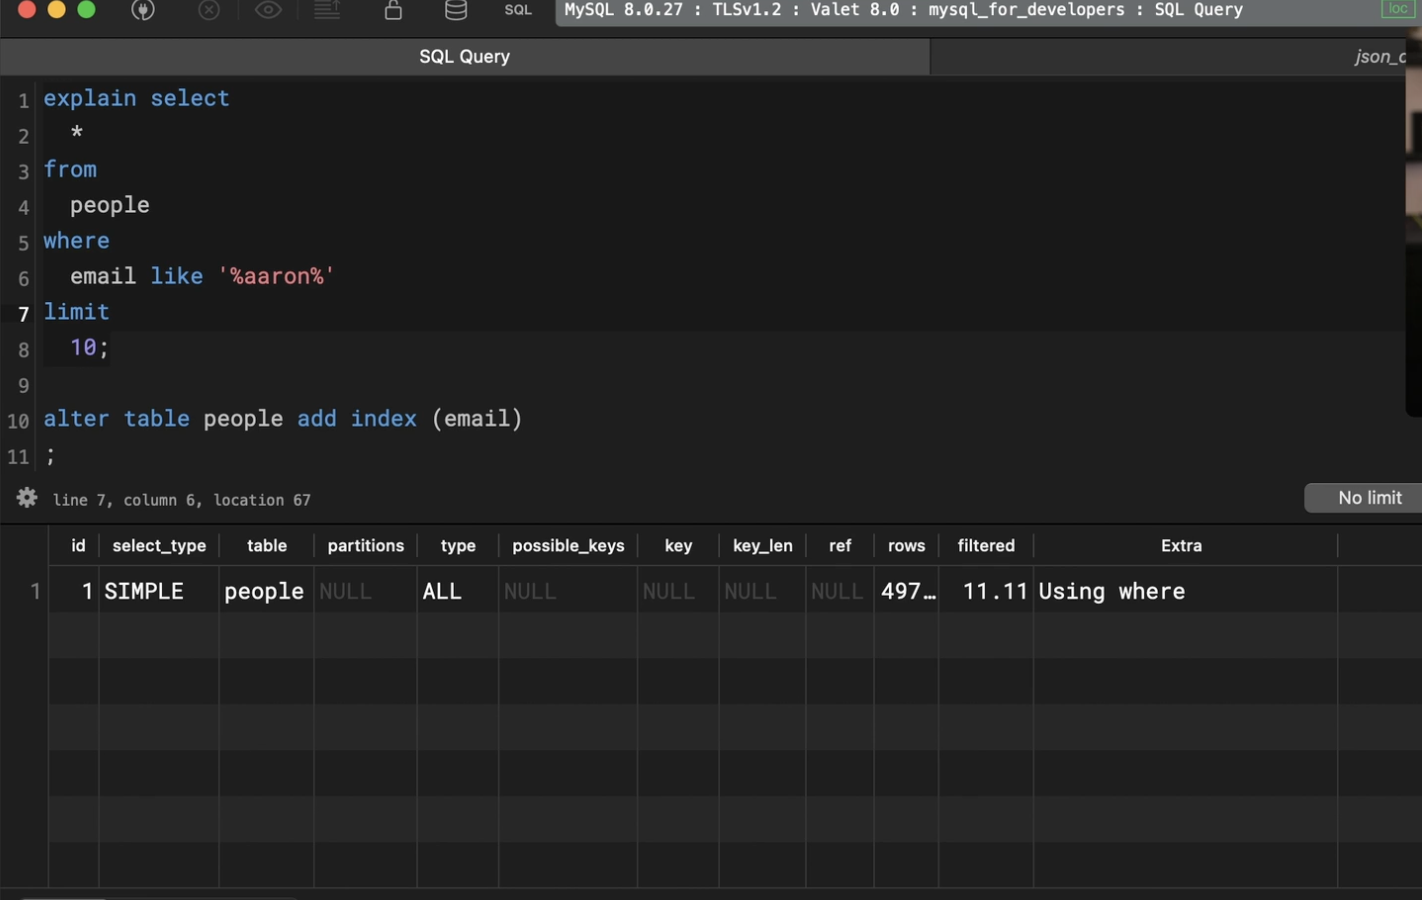 SQL
MySQL 8.0.27 : TLSv1.2 : Valet 8.0 : mysql_for_developers : SQL Query
loc
SQL Query
json_
1 explain select
2 *
3 from
4 people
5 where
6 email like '%aaron%'
7 limit
8 10;
9
10 alter table people add index (email)
11 ;
line 7, column 6, location 67
No limit
id select_type table partitions type possible_keys key key_len ref rows filtered Extra
1 1 SIMPLE people NULL ALL NULL NULL NULL NULL 497… 11.11 Using where